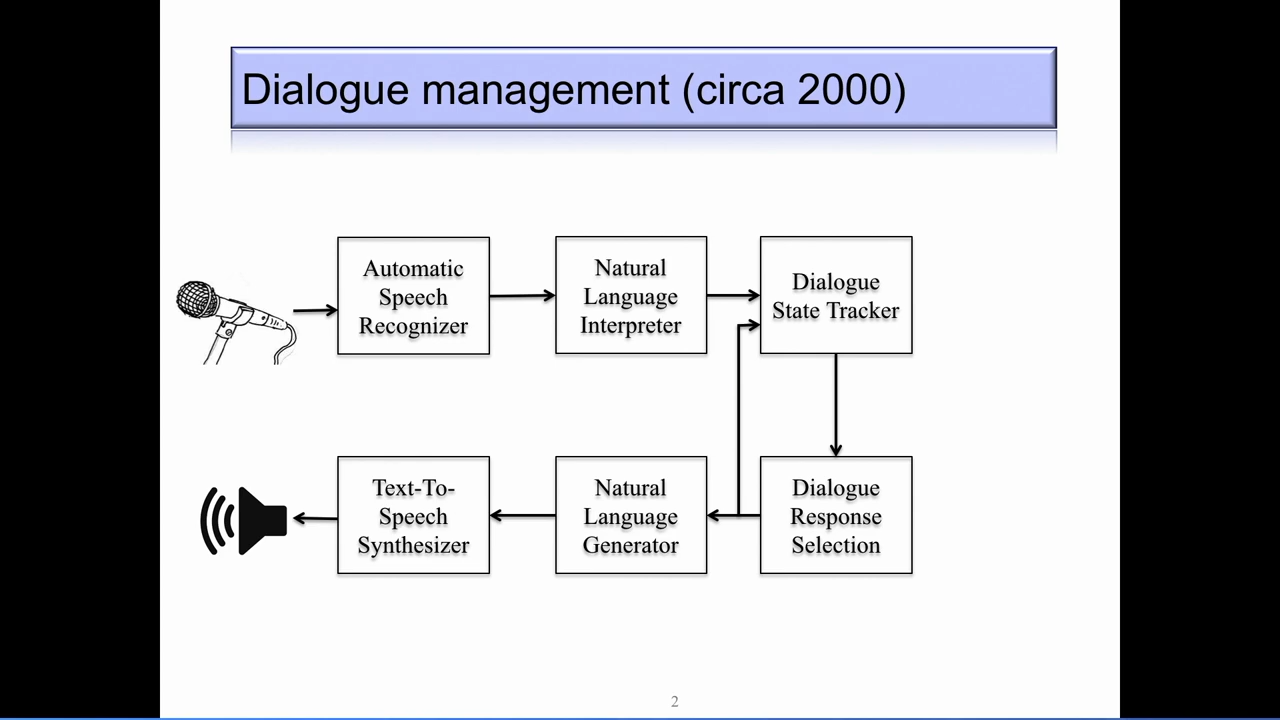 Dialogue management (circa 2000)
Automatic
Speech
Recognizer
Natural
Language
Interpreter
Dialogue
State Tracker
Text-To-
Speech
Synthesizer
Natural
Language
Generator
Dialogue
Response
Selection
2